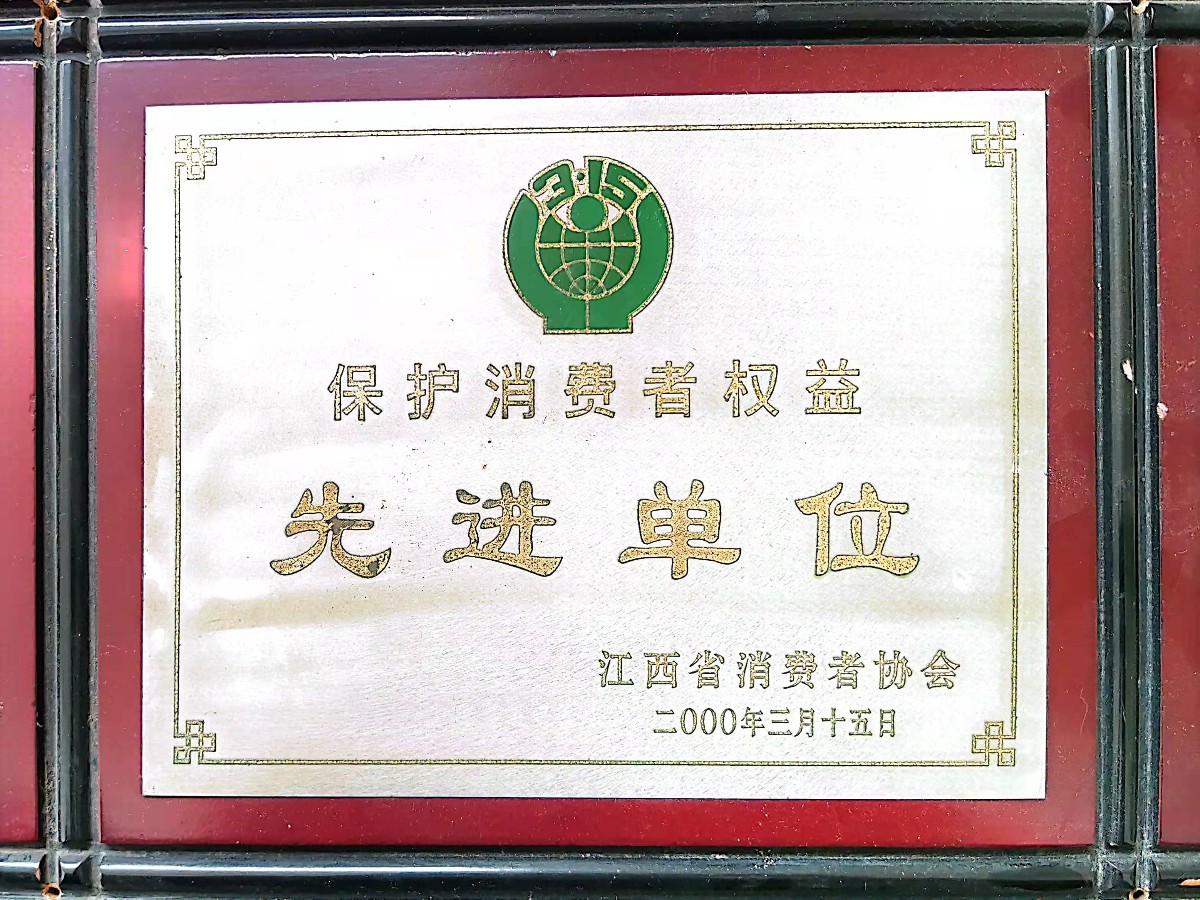 3·15
保护消费者权益
先进单位
江西省消费者协会
二000年三月十五日